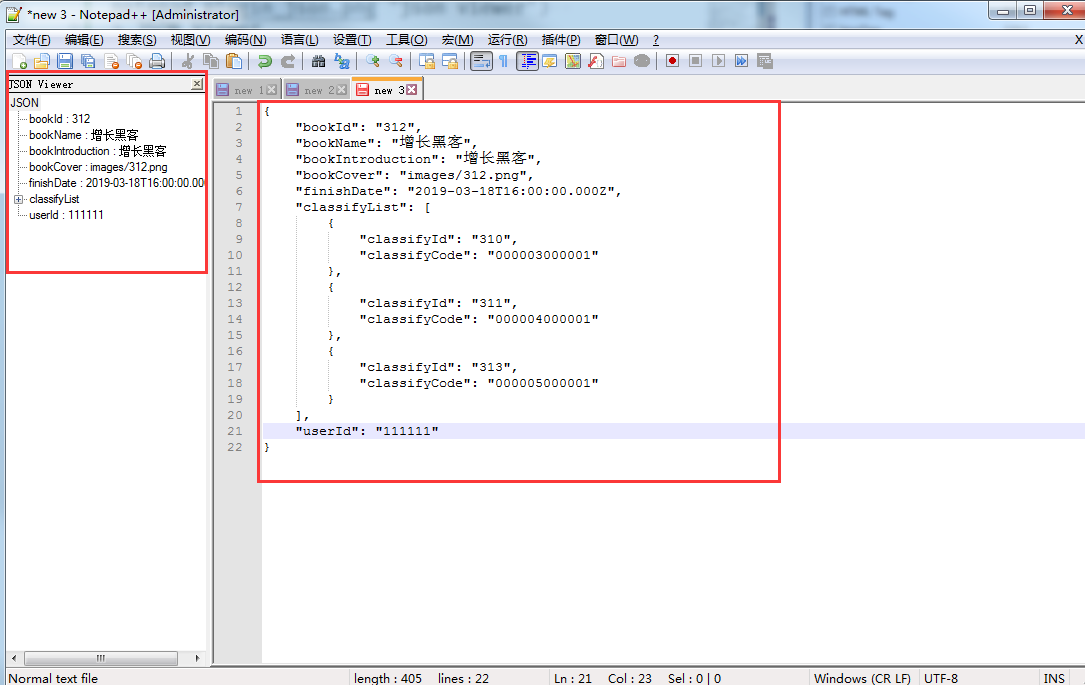 *new 3 - Notepad++ [Administrator]
文件(F) 编辑(E) 搜索(S) 视图(V) 编码(N) 语言(L) 设置(T) 工具(O) 宏(M) 运行(R) 插件(P) 窗口(W) ? X
JSON Viewer
JSON
bookId : 312
bookName : 增长黑客
bookIntroduction : 增长黑客
bookCover : images/312.png
finishDate : 2019-03-18T16:00:00.00
classifyList
userId : 111111
new 1 new 2 new 3
1 {
2 "bookId": "312",
3 "bookName": "增长黑客",
4 "bookIntroduction": "增长黑客",
5 "bookCover": "images/312.png",
6 "finishDate": "2019-03-18T16:00:00.000Z",
7 "classifyList": [
8 {
9 "classifyId": "310",
10 "classifyCode": "000003000001"
11 },
12 {
13 "classifyId": "311",
14 "classifyCode": "000004000001"
15 },
16 {
17 "classifyId": "313",
18 "classifyCode": "000005000001"
19 }
20 ],
21 "userId": "111111"
22 }
Normal text file length : 405 lines : 22 Ln : 21 Col : 23 Sel : 0 | 0 Windows (CR LF) UTF-8 INS